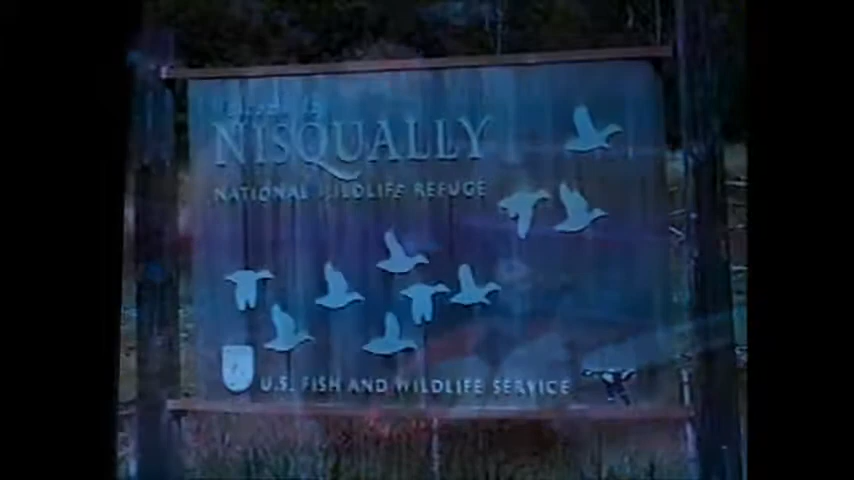 NISQUALLY
NATIONAL WILDLIFE REFUGE
U.S. FISH AND WILDLIFE SERVICE